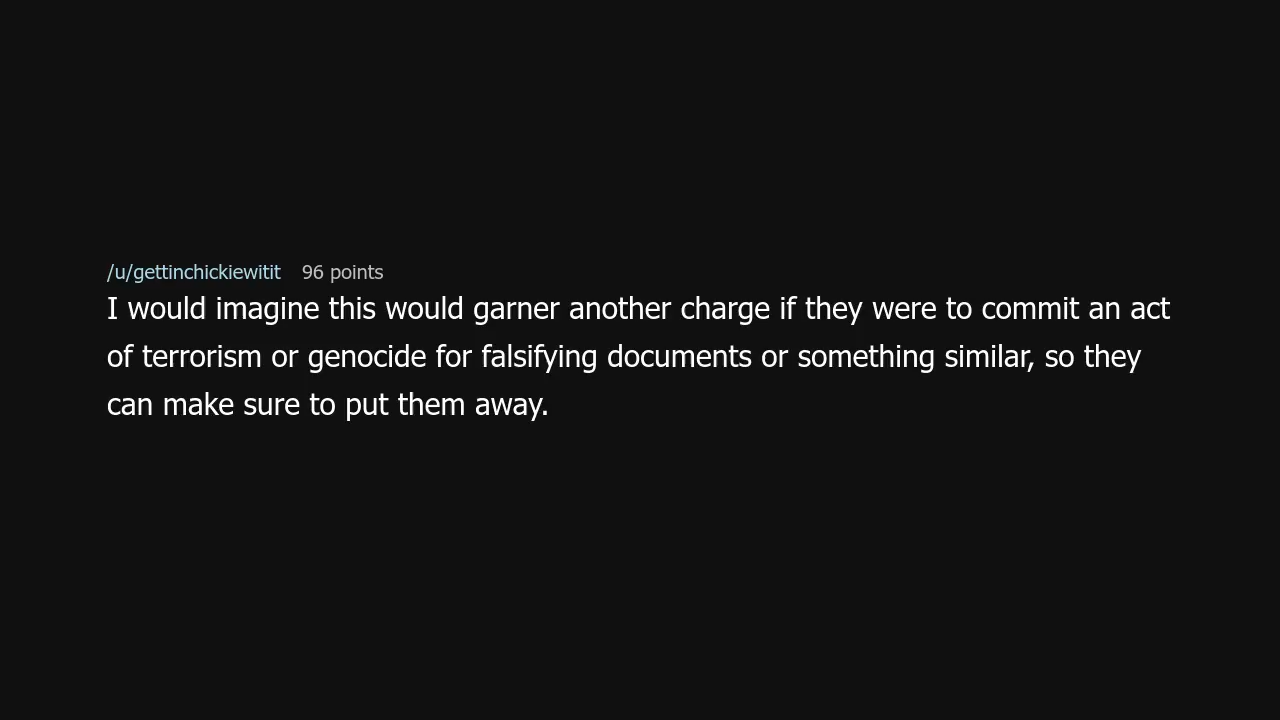 /u/gettinchickiewitit 96 points
I would imagine this would garner another charge if they were to commit an act
of terrorism or genocide for falsifying documents or something similar, so they
can make sure to put them away.